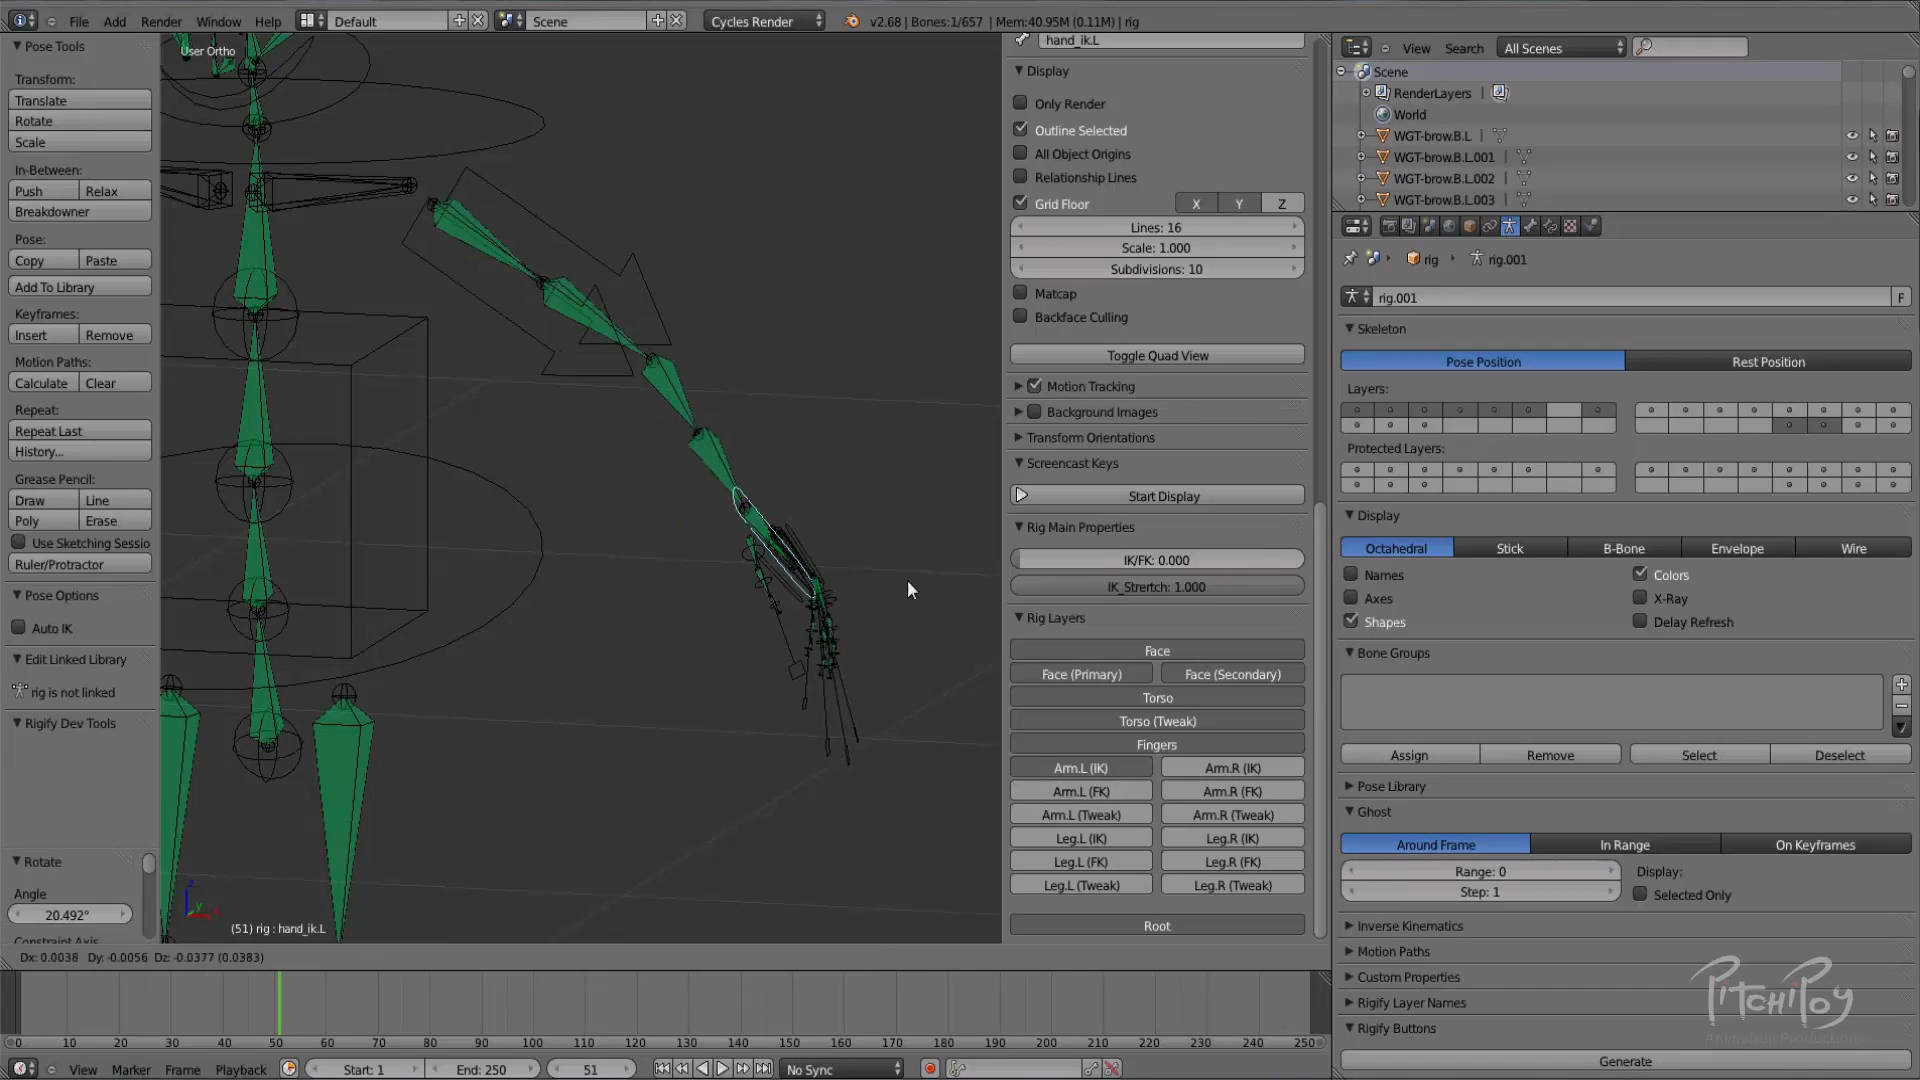 File Add Render Window Help Default Scene Cycles Render v2.68 | Bones:1/657 | Mem:40.95M (0.11M) | rig
Pose Tools
User Ortho
Transform:
Translate
Rotate
Scale
In-Between:
Push Relax
Breakdowner
Pose:
Copy Paste
Add To Library
Keyframes:
Insert Remove
Motion Paths:
Calculate Clear
Repeat:
Repeat Last
History...
Grease Pencil:
Draw Line
Poly Erase
Use Sketching Sessio
Ruler/Protractor
Pose Options
Auto IK
Edit Linked Library
rig is not linked
Rigify Dev Tools
Rotate
Angle
20.492°
Constraint Axis
(51) rig : hand_ik.L
Dx: 0.0038 Dy: -0.0056 Dz: -0.0377 (0.0383)
hand_ik.L
Display
Only Render
Outline Selected
All Object Origins
Relationship Lines
Grid Floor X Y Z
Lines: 16
Scale: 1.000
Subdivisions: 10
Matcap
Backface Culling
Toggle Quad View
Motion Tracking
Background Images
Transform Orientations
Screencast Keys
Start Display
Rig Main Properties
IK/FK: 0.000
IK_Strertch: 1.000
Rig Layers
Face
Face (Primary) Face (Secondary)
Torso
Torso (Tweak)
Fingers
Arm.L (IK) Arm.R (IK)
Arm.L (FK) Arm.R (FK)
Arm.L (Tweak) Arm.R (Tweak)
Leg.L (IK) Leg.R (IK)
Leg.L (FK) Leg.R (FK)
Leg.L (Tweak) Leg.R (Tweak)
Root
View Search All Scenes
Scene
RenderLayers |
World
WGT-brow.B.L |
WGT-brow.B.L.001 |
WGT-brow.B.L.002 |
WGT-brow.B.L.003 |
rig rig.001
rig.001 F
Skeleton
Pose Position Rest Position
Layers:
Protected Layers:
Display
Octahedral Stick B-Bone Envelope Wire
Names Colors
Axes X-Ray
Shapes Delay Refresh
Bone Groups
Assign Remove Select Deselect
Pose Library
Ghost
Around Frame In Range On Keyframes
Range: 0 Display:
Step: 1 Selected Only
Inverse Kinematics
Motion Paths
Custom Properties
Rigify Layer Names
Rigify Buttons
Generate
PitchiPoy
Animation Productions
0 10 20 30 40 50 60 70 80 90 100 110 120 130 140 150 160 170 180 190 200 210 220 230 240 250
View Marker Frame Playback Start: 1 End: 250 51 No Sync